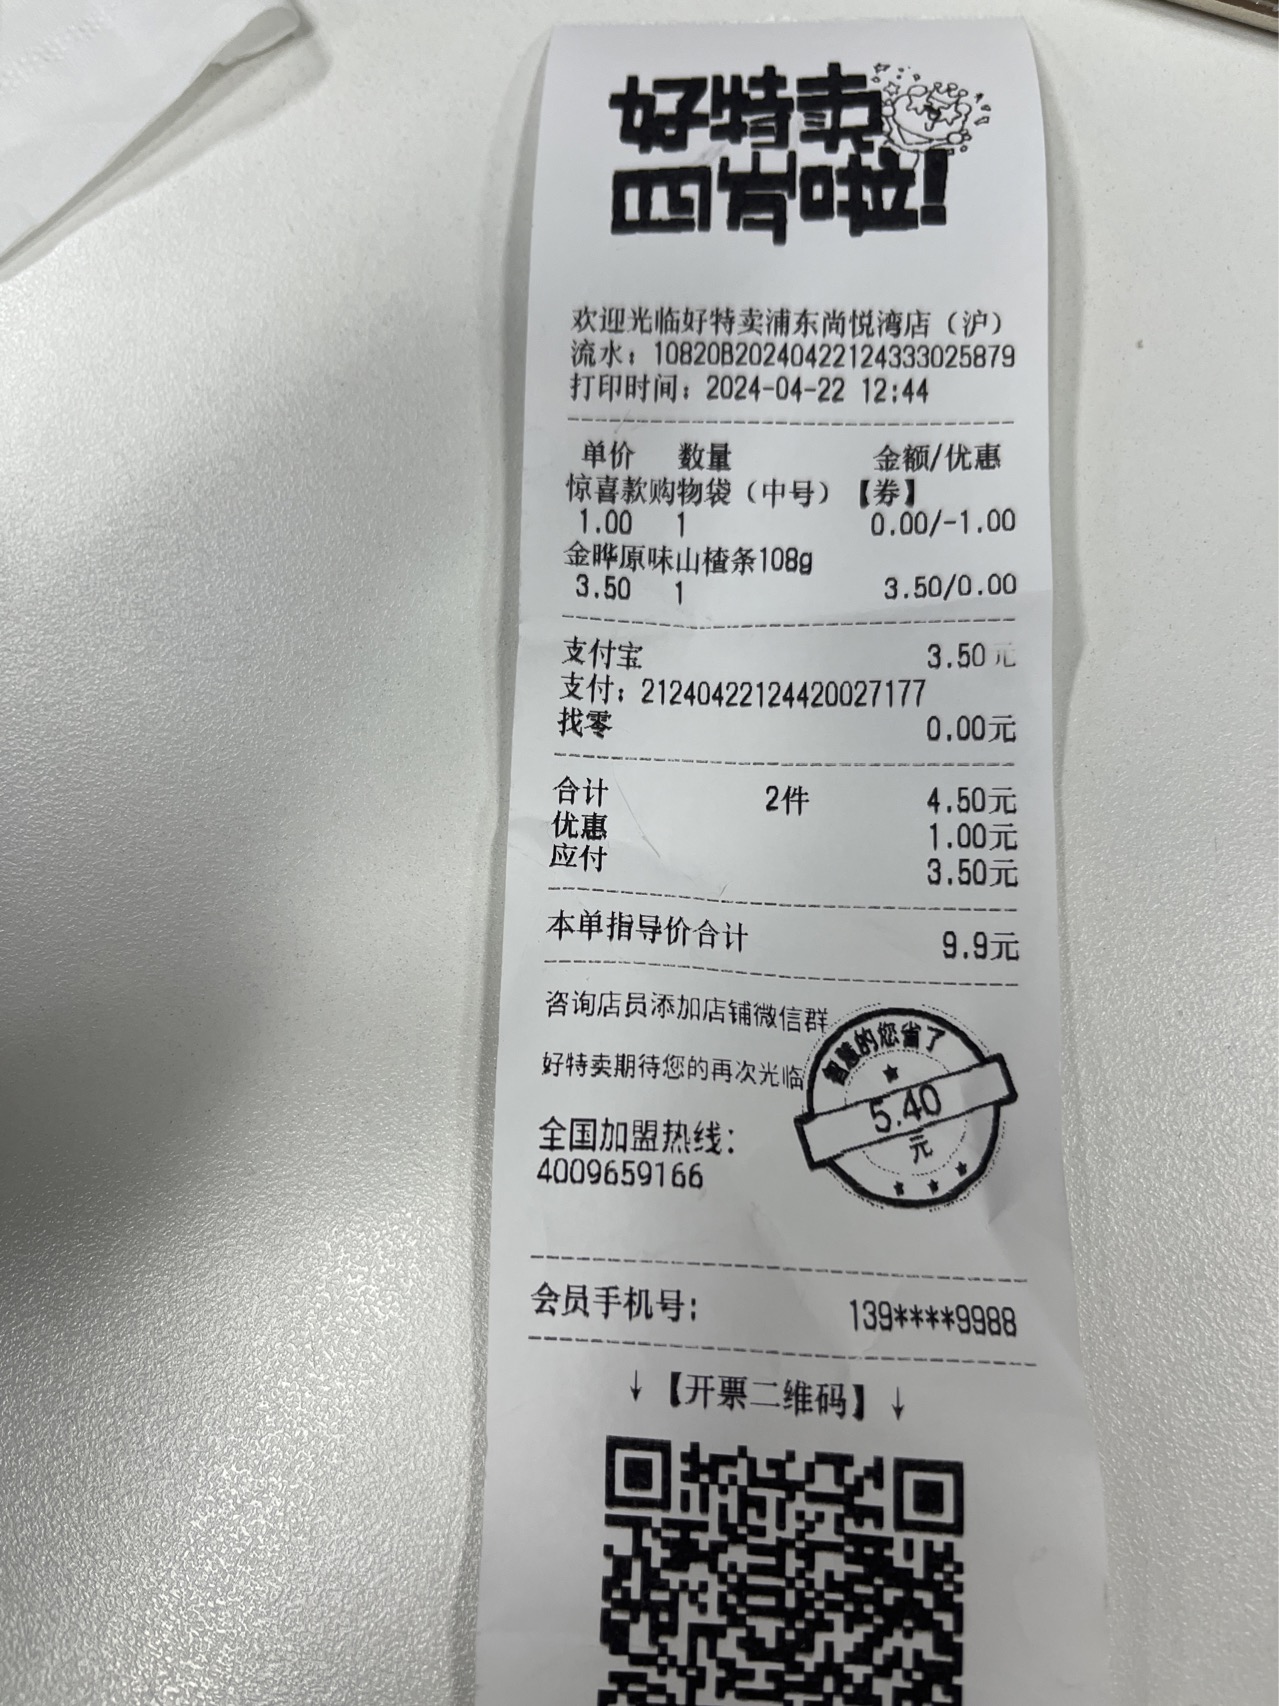 好特卖
欢迎光临好特卖浦东尚悦湾店（沪）
流水：10820B20240422124333025879
打印时间：2024-04-22 12:44
单价 数量 金额/优惠
惊喜款购物袋（中号）【券】
1.00 1 0.00/-1.00
金晔原味山楂条108g
3.50 1 3.50/0.00
支付宝 3.50元
支付：21240422124420027177
找零 0.00元
合计 2件 4.50元
优惠 1.00元
应付 3.50元
本单指导价合计 9.9元
咨询店员添加店铺微信群
好特卖期待您的再次光临
智慧的您省了
5.40
元
全国加盟热线：
4009659166
会员手机号： 139****9988
↓【开票二维码】↓